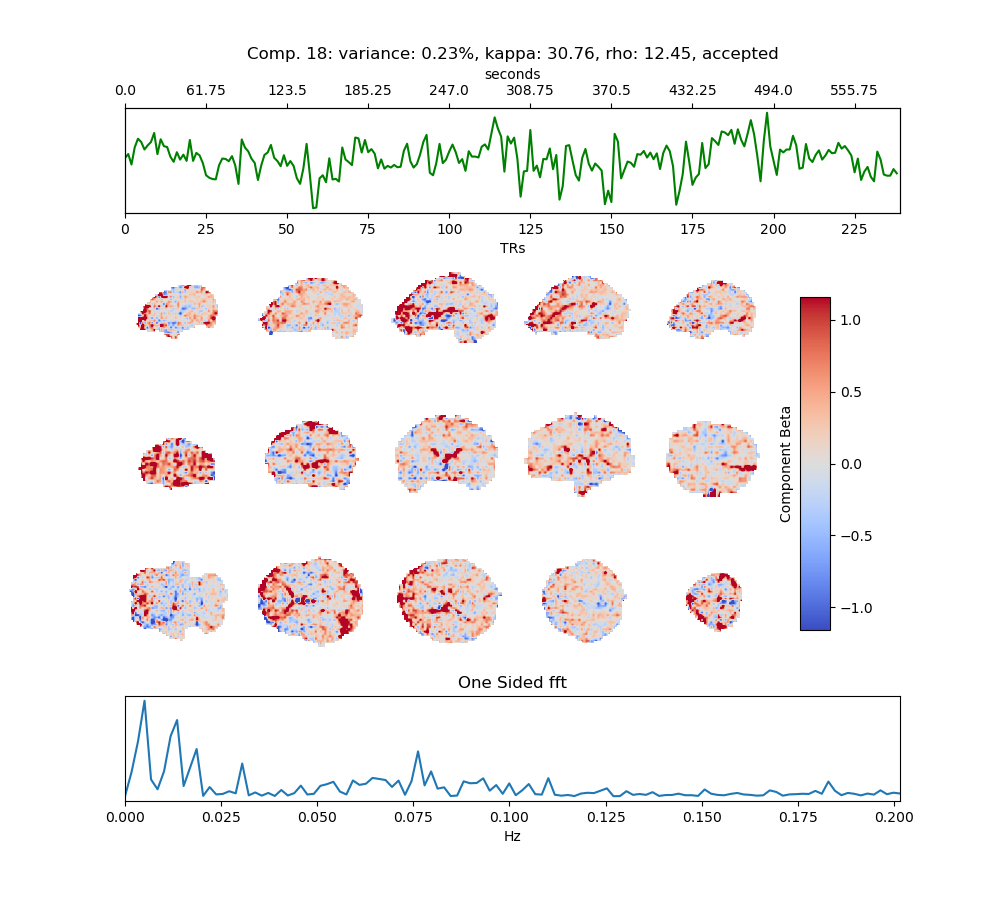 Comp. 18: variance: 0.23%, kappa: 30.76, rho: 12.45, accepted
seconds
0.0 61.75 123.5 185.25 247.0 308.75 370.5 432.25 494.0 555.75
0 25 50 75 100 125 150 175 200 225
TRs
1.0
0.5
0.0
−0.5
−1.0
Component Beta
One Sided fft
0.000 0.025 0.050 0.075 0.100 0.125 0.150 0.175 0.200
Hz